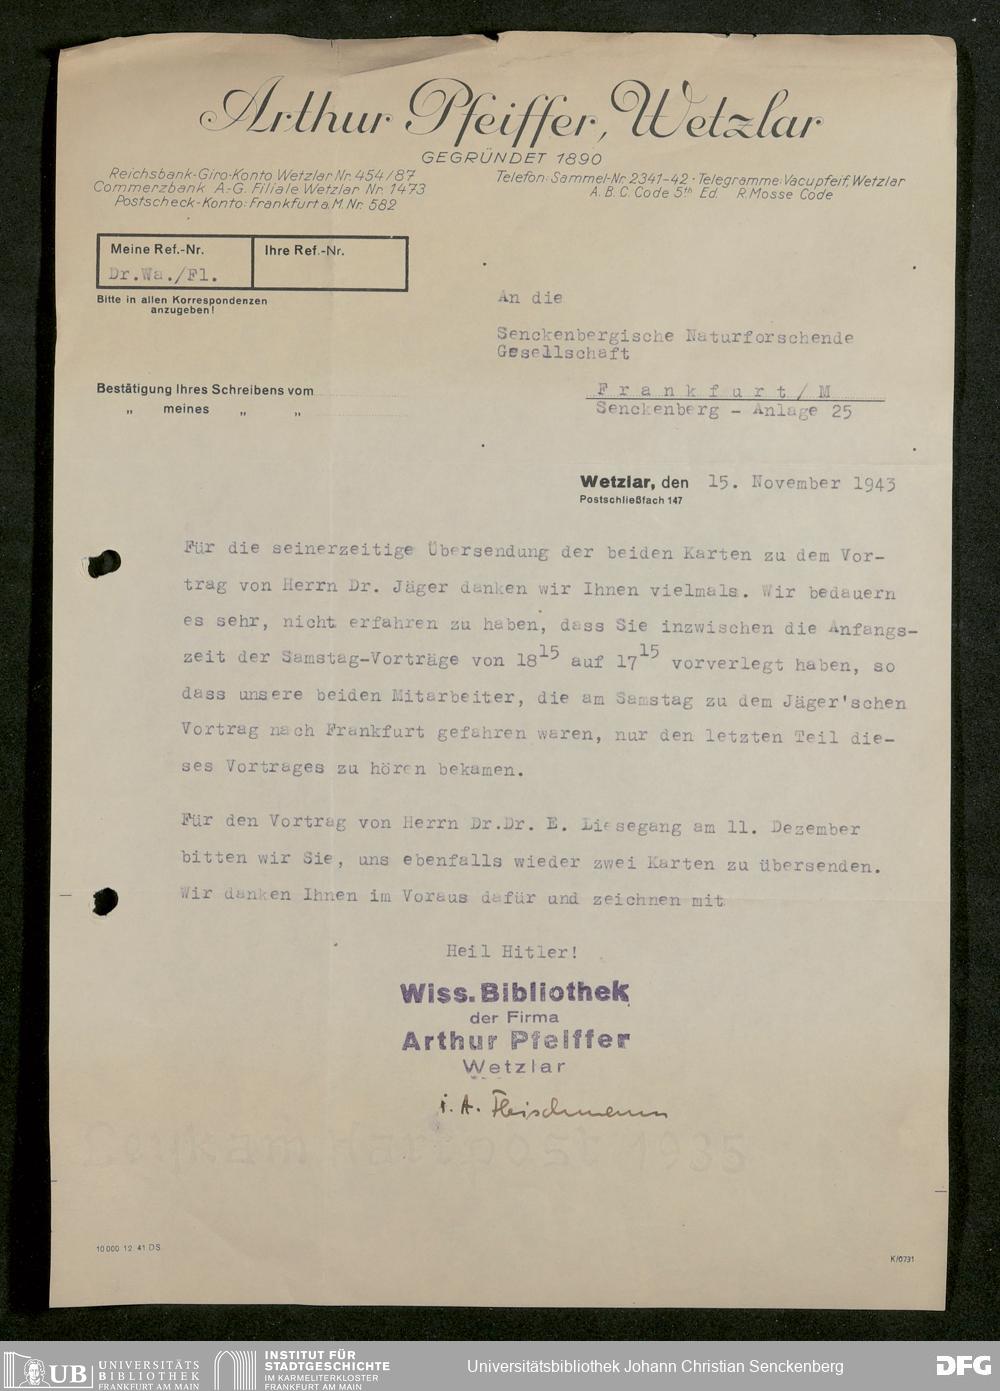 Arthur Pfeiffer, Wetzlar
GEGRÜNDET 1890
Reichsbank-Giro-Konto Wetzlar Nr. 454/87
Commerzbank A.-G. Filiale Wetzlar Nr. 1473
Postscheck-Konto: Frankfurt a. M. Nr. 582
Telefon: Sammel-Nr. 2341-42 · Telegramme: Vacupfeif, Wetzlar
A. B. C. Code 5th Ed. R. Mosse Code
Meine Ref.-Nr.
Dr.Wa./Fl.
Ihre Ref.-Nr.
Bitte in allen Korrespondenzen
anzugeben!
An die
Senckenbergische Naturforschende
Gesellschaft
Frankfurt/M
Senckenberg - Anlage 25
Bestätigung Ihres Schreibens vom
„ meines „ „
Wetzlar, den 15. November 1943
Postschließfach 147
Für die seinerzeitige Übersendung der beiden Karten zu dem Vor-
trag von Herrn Dr. Jäger danken wir Ihnen vielmals. Wir bedauern
es sehr, nicht erfahren zu haben, dass Sie inzwischen die Anfangs-
zeit der Samstag-Vorträge von 18 15 auf 17 15 vorverlegt haben, so
dass unsere beiden Mitarbeiter, die am Samstag zu dem Jäger'schen
Vortrag nach Frankfurt gefahren waren, nur den letzten Teil die-
ses Vortrages zu hören bekamen.
Für den Vortrag von Herrn Dr.Dr. E. Liesegang am 11. Dezember
bitten wir Sie, uns ebenfalls wieder zwei Karten zu übersenden.
Wir danken Ihnen im Voraus dafür und zeichnen mit
Heil Hitler!
Wiss. Bibliothek
der Firma
Arthur Pfeiffer
Wetzlar
i. A. Fleischmann
Leykam hartpost 1935
10000 12 41 DS
K/0731
UB UNIVERSITÄTS
BIBLIOTHEK
FRANKFURT AM MAIN
INSTITUT FÜR
STADTGESCHICHTE
IM KARMELITERKLOSTER
FRANKFURT AM MAIN
Universitätsbibliothek Johann Christian Senckenberg
DFG